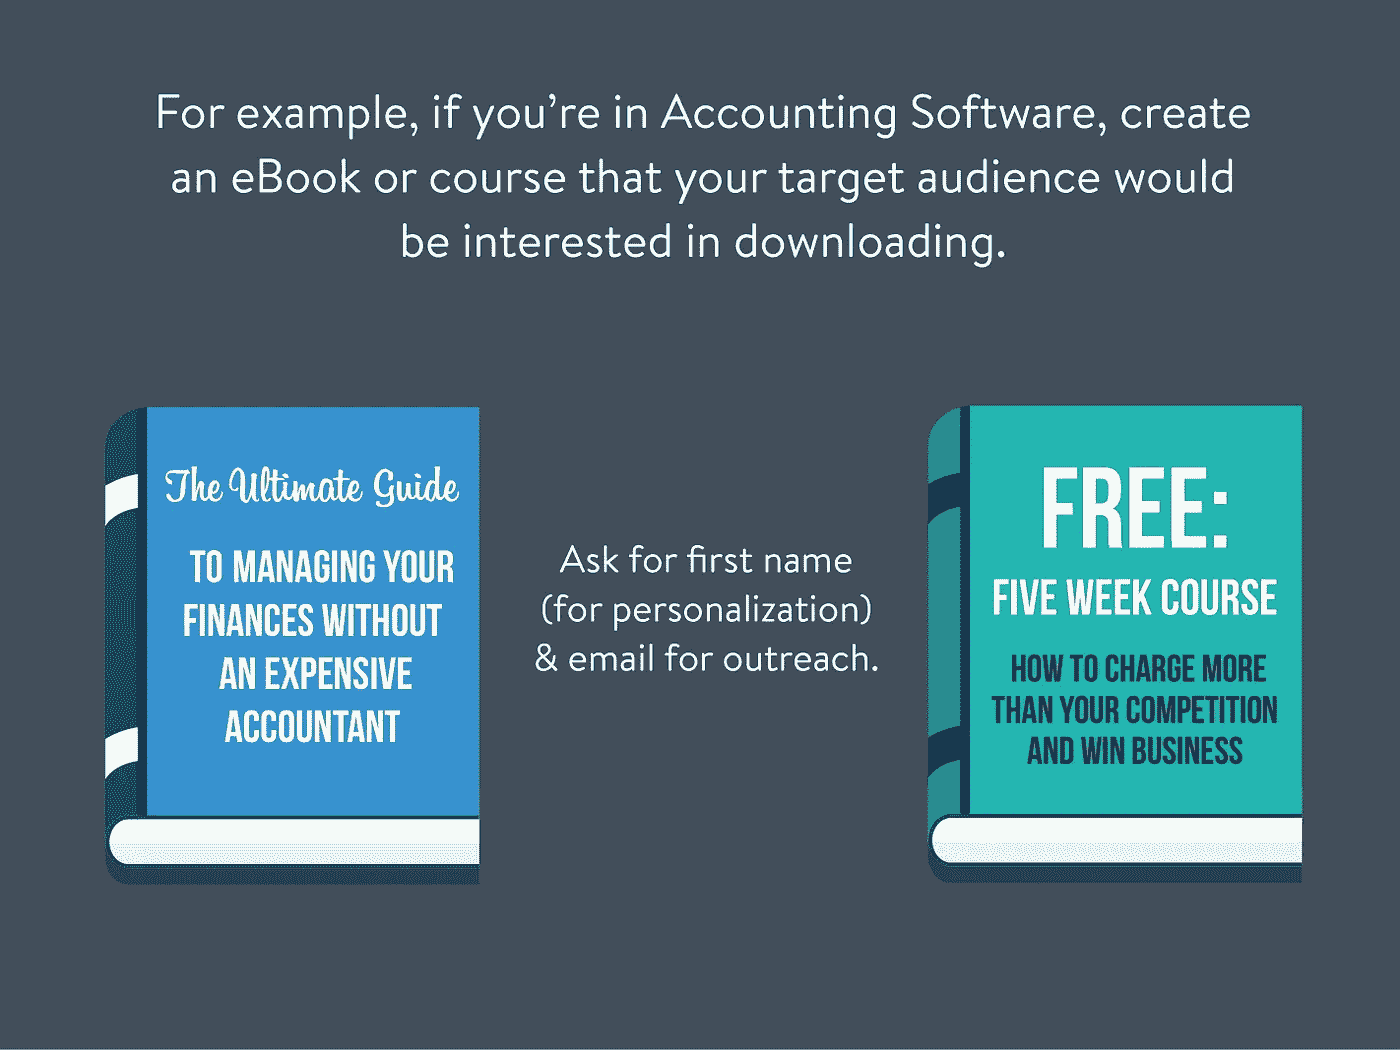 For example, if you’re in Accounting Software, create
an eBook or course that your target audience would
be interested in downloading.
The Ultimate Guide
TO MANAGING YOUR
FINANCES WITHOUT
AN EXPENSIVE
ACCOUNTANT
Ask for first name
(for personalization)
& email for outreach.
FREE:
FIVE WEEK COURSE
HOW TO CHARGE MORE
THAN YOUR COMPETITION
AND WIN BUSINESS